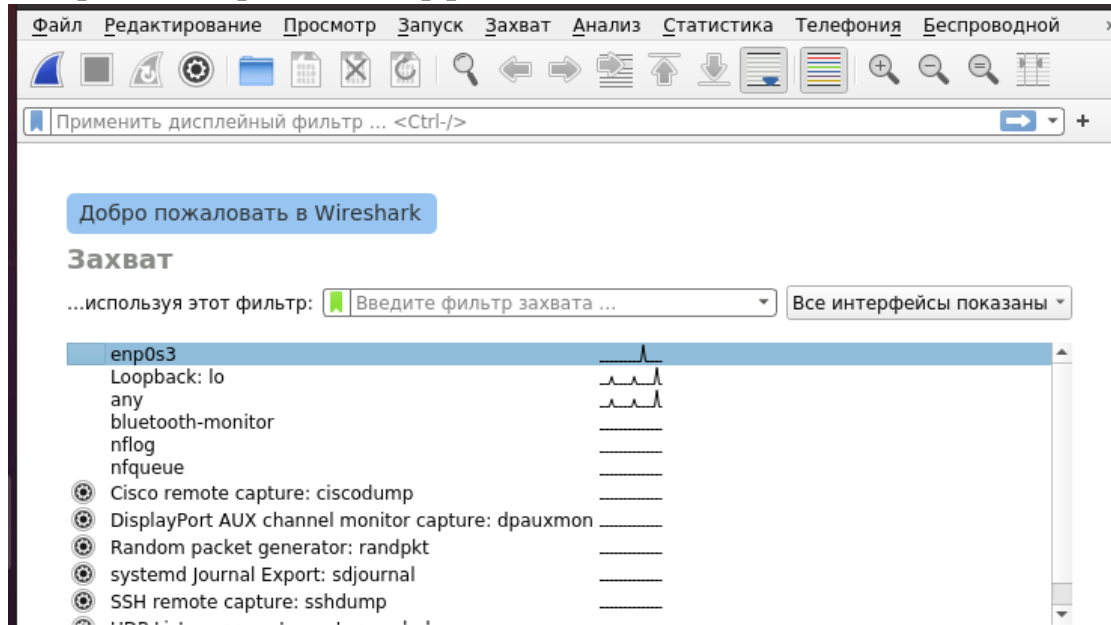 Файл Редактирование Просмотр Запуск Захват Анализ Статистика Телефония Беспроводной
Применить дисплейный фильтр ... <Ctrl-/>
Добро пожаловать в Wireshark
Захват
...используя этот фильтр: Введите фильтр захвата ... Все интерфейсы показаны
enp0s3
Loopback: lo
any
bluetooth-monitor
nflog
nfqueue
Cisco remote capture: ciscodump
DisplayPort AUX channel monitor capture: dpauxmon
Random packet generator: randpkt
systemd Journal Export: sdjournal
SSH remote capture: sshdump